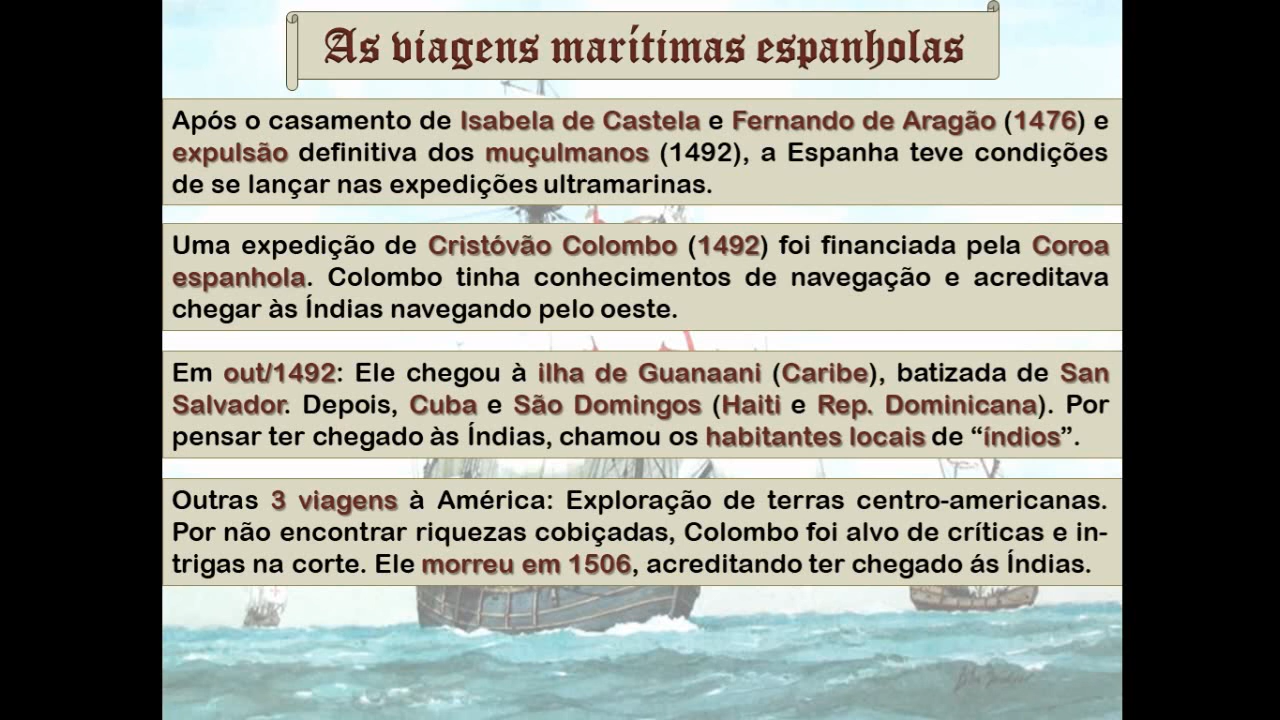 As viagens marítimas espanholas
Após o casamento de Isabela de Castela e Fernando de Aragão (1476) e
expulsão definitiva dos muçulmanos (1492), a Espanha teve condições
de se lançar nas expedições ultramarinas.
Uma expedição de Cristóvão Colombo (1492) foi financiada pela Coroa
espanhola. Colombo tinha conhecimentos de navegação e acreditava
chegar às Índias navegando pelo oeste.
Em out/1492: Ele chegou à ilha de Guanaani (Caribe), batizada de San
Salvador. Depois, Cuba e São Domingos (Haiti e Rep. Dominicana). Por
pensar ter chegado às Índias, chamou os habitantes locais de “índios”.
Outras 3 viagens à América: Exploração de terras centro-americanas.
Por não encontrar riquezas cobiçadas, Colombo foi alvo de críticas e in-
trigas na corte. Ele morreu em 1506, acreditando ter chegado ás Índias.